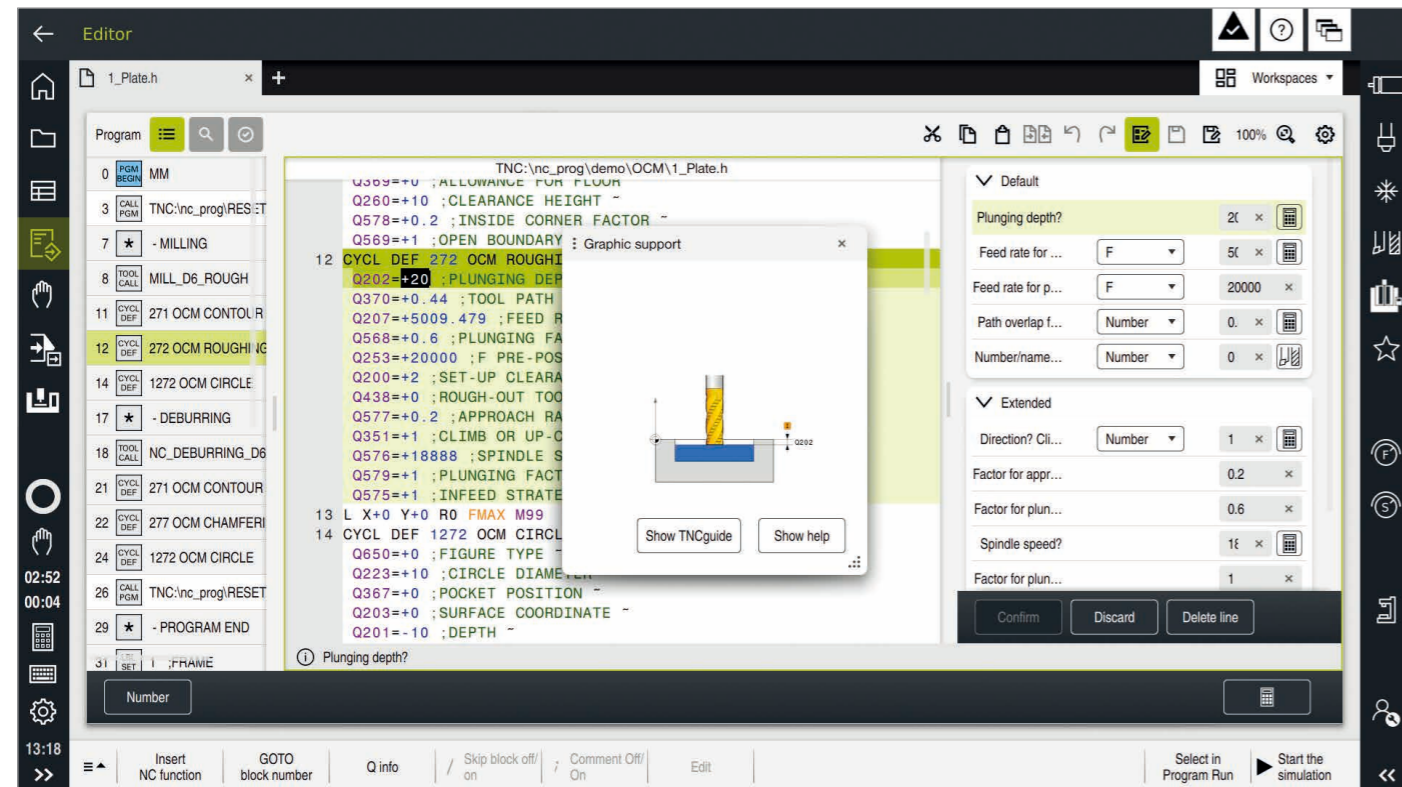 Editor
1_Plate.h × +
Workspaces
Program
100%
0 PGM BEGIN MM
3 CALL PGM TNC:\nc_prog\RESET
7 * - MILLING
8 TOOL CALL MILL_D6_ROUGH
11 CYCL DEF 271 OCM CONTOUR
12 CYCL DEF 272 OCM ROUGHING
14 CYCL DEF 1272 OCM CIRCLE
17 * - DEBURRING
18 TOOL CALL NC_DEBURRING_D6
21 CYCL DEF 271 OCM CONTOUR
22 CYCL DEF 277 OCM CHAMFERI
24 CYCL DEF 1272 OCM CIRCLE
26 CALL PGM TNC:\nc_prog\RESET
29 * - PROGRAM END
31 LBL SET 1 ;FRAME
TNC:\nc_prog\demo\OCM\1_Plate.h
Q369=+0 ;ALLOWANCE FOR FLOOR
Q260=+10 ;CLEARANCE HEIGHT ~
Q578=+0.2 ;INSIDE CORNER FACTOR ~
Q569=+1 ;OPEN BOUNDARY
12 CYCL DEF 272 OCM ROUGHI
Q202=+20 ;PLUNGING DEP
Q370=+0.44 ;TOOL PATH
Q207=+5009.479 ;FEED R
Q568=+0.6 ;PLUNGING FA
Q253=+20000 ;F PRE-POS
Q200=+2 ;SET-UP CLEARA
Q438=+0 ;ROUGH-OUT TOO
Q577=+0.2 ;APPROACH RA
Q351=+1 ;CLIMB OR UP-C
Q576=+18888 ;SPINDLE S
Q579=+1 ;PLUNGING FACT
Q575=+1 ;INFEED STRATE
13 L X+0 Y+0 R0 FMAX M99
14 CYCL DEF 1272 OCM CIRCL
Q650=+0 ;FIGURE TYPE ~
Q223=+10 ;CIRCLE DIAMETER
Q367=+0 ;POCKET POSITION ~
Q203=+0 ;SURFACE COORDINATE ~
Q201=-10 ;DEPTH ~
Graphic support ×
Q202
Show TNCguide
Show help
Default
Plunging depth? 20 ×
Feed rate for ... F 50 ×
Feed rate for p... F 20000 ×
Path overlap f... Number 0. ×
Number/name... Number 0 ×
Extended
Direction? Cli... Number 1 ×
Factor for appr... 0.2 ×
Factor for plun... 0.6 ×
Spindle speed? 18 ×
Factor for plun... 1 ×
Confirm
Discard
Delete line
Plunging depth?
Number
02:52
00:04
13:18
Insert
NC function
GOTO
block number
Q info
/ Skip block off/
on
; Comment Off/
On
Edit
Select in
Program Run
Start the
simulation